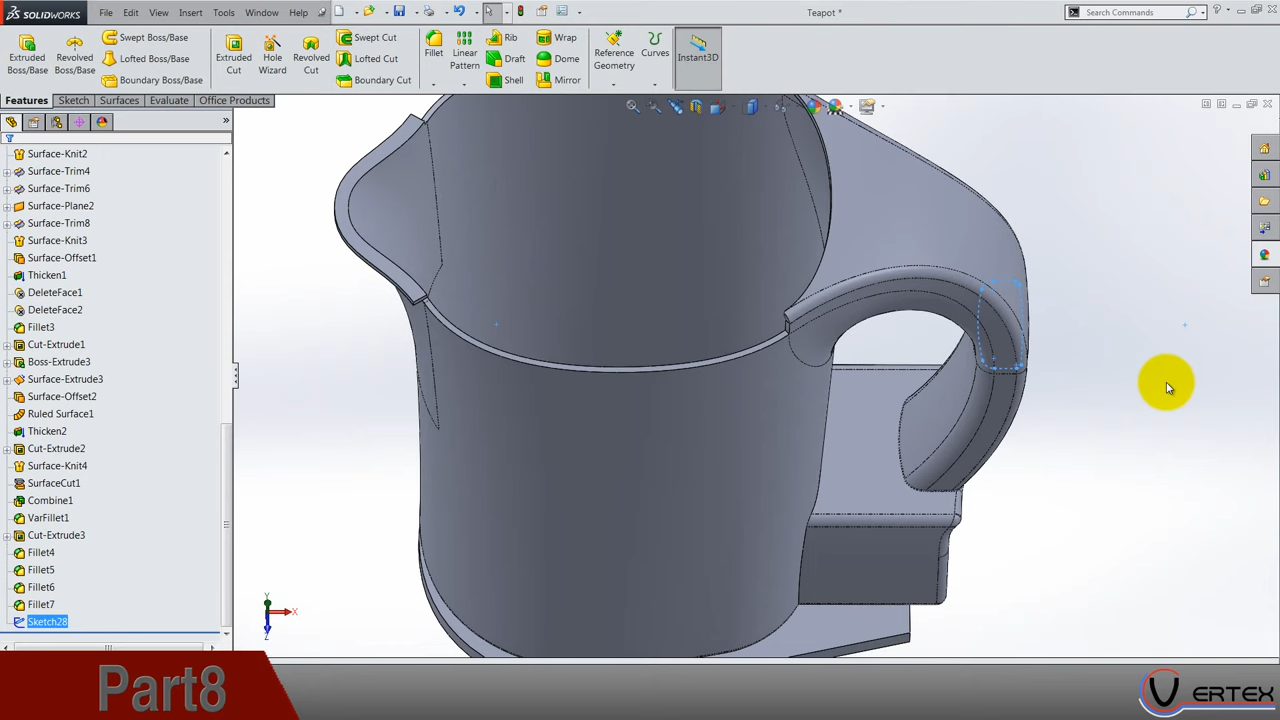 SOLIDWORKS
File
Edit
View
Insert
Tools
Window
Help
Teapot *
Search Commands
Extruded Boss/Base
Revolved Boss/Base
Swept Boss/Base
Lofted Boss/Base
Boundary Boss/Base
Extruded Cut
Hole Wizard
Revolved Cut
Swept Cut
Lofted Cut
Boundary Cut
Fillet
Linear Pattern
Rib
Draft
Shell
Wrap
Dome
Mirror
Reference Geometry
Curves
Instant3D
Features
Sketch
Surfaces
Evaluate
Office Products
Surface-Knit2
Surface-Trim4
Surface-Trim6
Surface-Plane2
Surface-Trim8
Surface-Knit3
Surface-Offset1
Thicken1
DeleteFace1
DeleteFace2
Fillet3
Cut-Extrude1
Boss-Extrude3
Surface-Extrude3
Surface-Offset2
Ruled Surface1
Thicken2
Cut-Extrude2
Surface-Knit4
SurfaceCut1
Combine1
VarFillet1
Cut-Extrude3
Fillet4
Fillet5
Fillet6
Fillet7
Sketch28
Y
X
Z
Part8
VERTEX